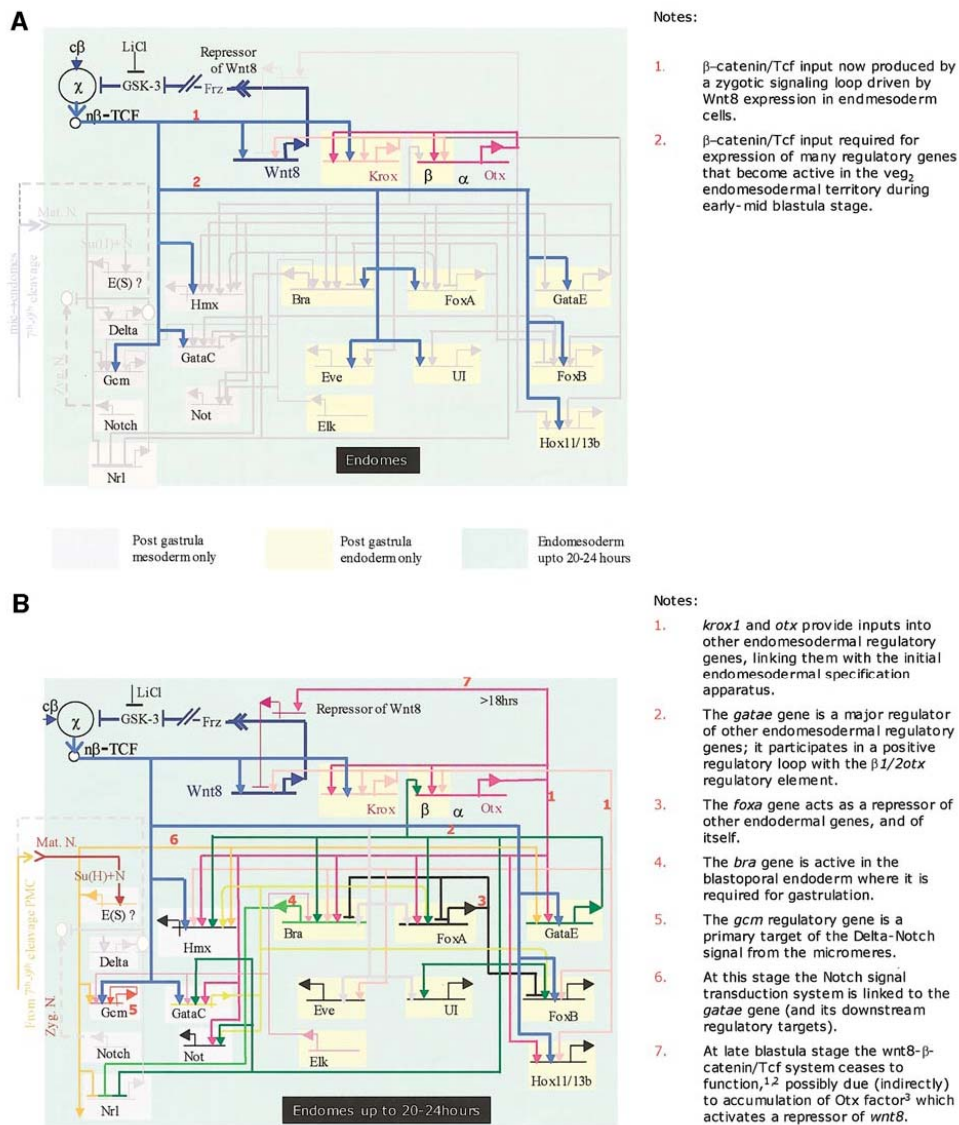 A
cβ
LiCl
χ
GSK-3
Frz
Repressor
of Wnt8
nβ-TCF
1
Wnt8
Krox
β
α
Otx
2
Mat. N.
Su(H)+N
mic→endomes
7th-9th cleavage
E(S) ?
Hmx
Bra
FoxA
GataE
Delta
GataC
Gcm
Eve
UI
FoxB
Zyg. N.
Notch
Not
Elk
Hox11/13b
Nrl
Endomes
Notes:
1. β-catenin/Tcf input now produced by
a zygotic signaling loop driven by
Wnt8 expression in endmesoderm
cells.
2. β-catenin/Tcf input required for
expression of many regulatory genes
that become active in the veg2
endomesodermal territory during
early-mid blastula stage.
Post gastrula
mesoderm only
Post gastrula
endoderm only
Endomesoderm
upto 20-24 hours
B
cβ
LiCl
χ
GSK-3
Frz
Repressor of Wnt8
7
>18hrs
nβ-TCF
Wnt8
Krox
β
α
Otx
1
1
2
6
Mat. N.
Su(H)+N
From 7th-9th cleavage PMC
E(S) ?
Hmx
4
Bra
3
FoxA
GataE
Delta
Gcm
5
GataC
Eve
UI
FoxB
Zyg. N.
Notch
Not
Elk
Hox11/13b
Nrl
Endomes up to 20-24hours
Notes:
1. krox1 and otx provide inputs into
other endomesodermal regulatory
genes, linking them with the initial
endomesodermal specification
apparatus.
2. The gatae gene is a major regulator
of other endomesodermal regulatory
genes; it participates in a positive
regulatory loop with the β1/2otx
regulatory element.
3. The foxa gene acts as a repressor of
other endodermal genes, and of
itself.
4. The bra gene is active in the
blastoporal endoderm where it is
required for gastrulation.
5. The gcm regulatory gene is a
primary target of the Delta-Notch
signal from the micromeres.
6. At this stage the Notch signal
transduction system is linked to the
gatae gene (and its downstream
regulatory targets).
7. At late blastula stage the wnt8-β-
catenin/Tcf system ceases to
function,1,2 possibly due (indirectly)
to accumulation of Otx factor3 which
activates a repressor of wnt8.